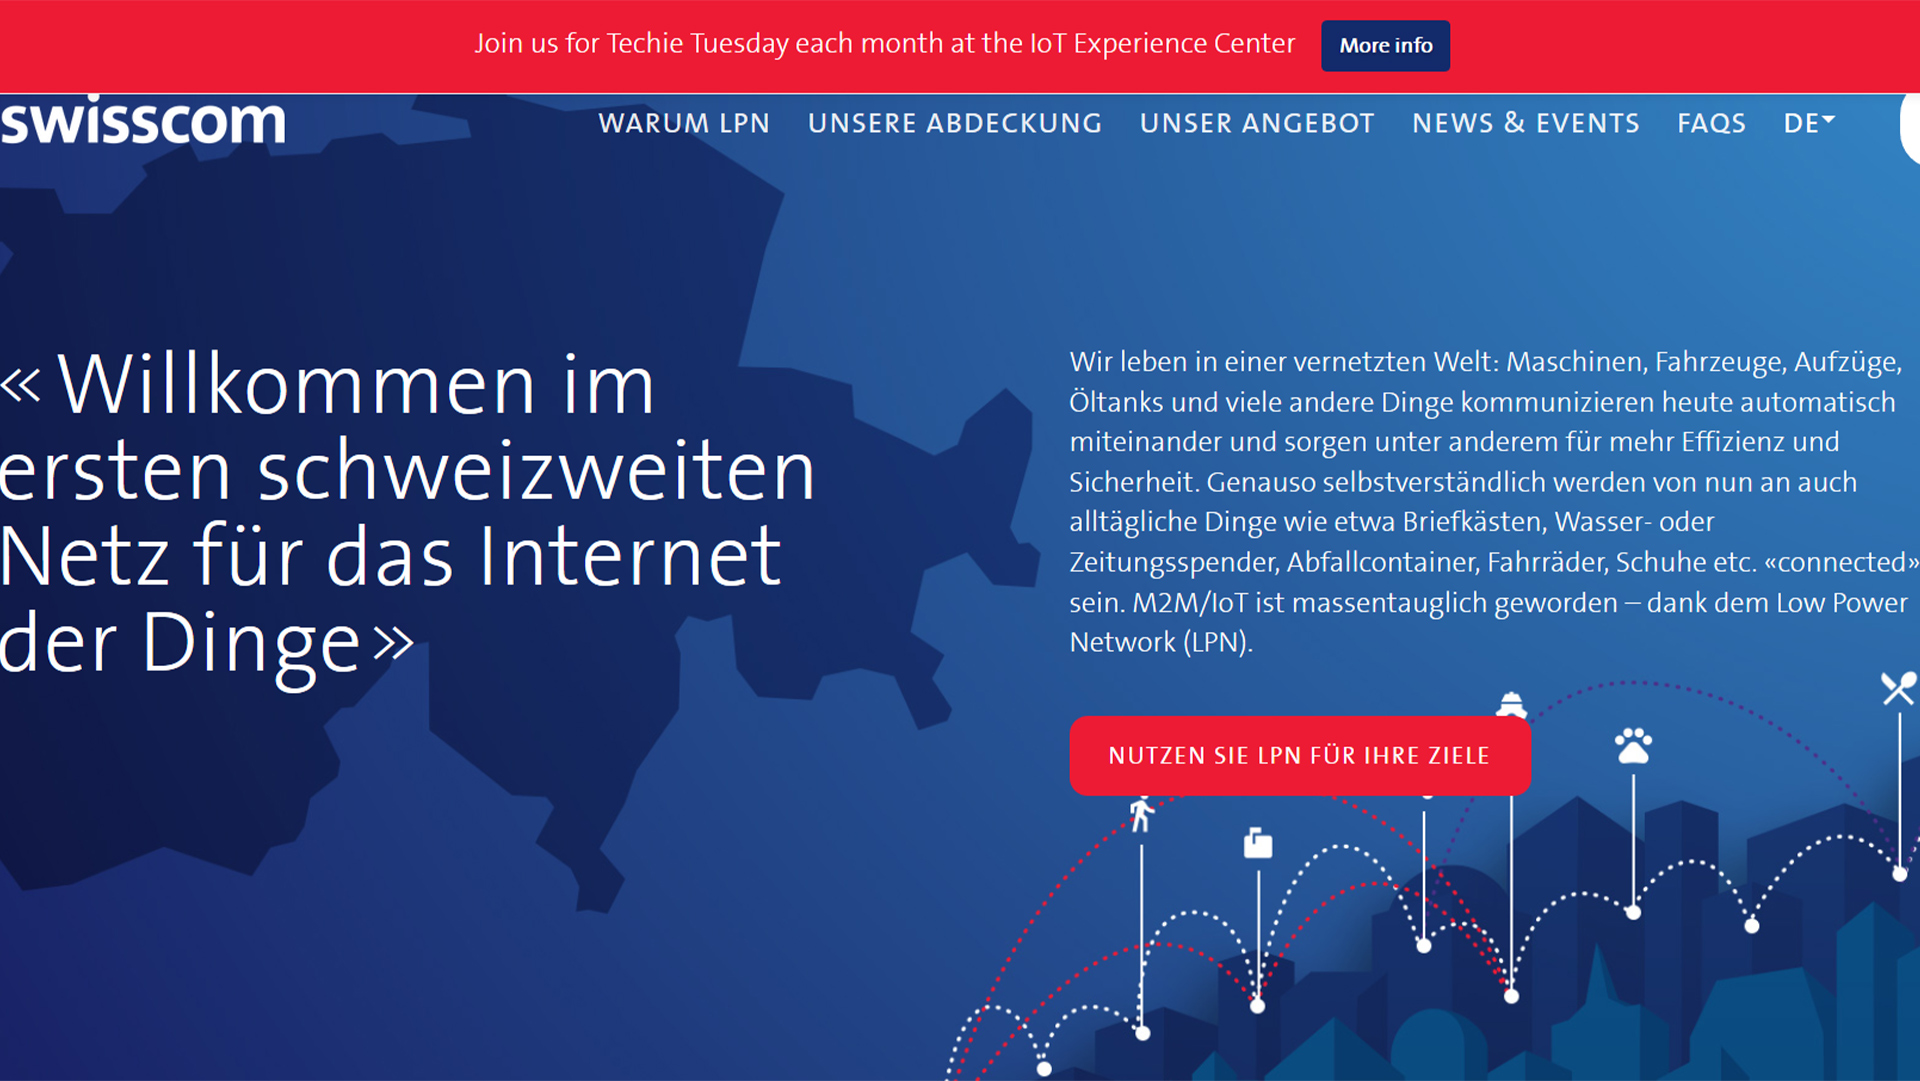 Join us for Techie Tuesday each month at the IoT Experience Center More info
swisscom WARUM LPN UNSERE ABDECKUNG UNSER ANGEBOT NEWS & EVENTS FAQS DE
« Willkommen im
ersten schweizweiten
Netz für das Internet
der Dinge »
Wir leben in einer vernetzten Welt: Maschinen, Fahrzeuge, Aufzüge,
Öltanks und viele andere Dinge kommunizieren heute automatisch
miteinander und sorgen unter anderem für mehr Effizienz und
Sicherheit. Genauso selbstverständlich werden von nun an auch
alltägliche Dinge wie etwa Briefkästen, Wasser- oder
Zeitungsspender, Abfallcontainer, Fahrräder, Schuhe etc. «connected»
sein. M2M/IoT ist massentauglich geworden – dank dem Low Power
Network (LPN).
NUTZEN SIE LPN FÜR IHRE ZIELE